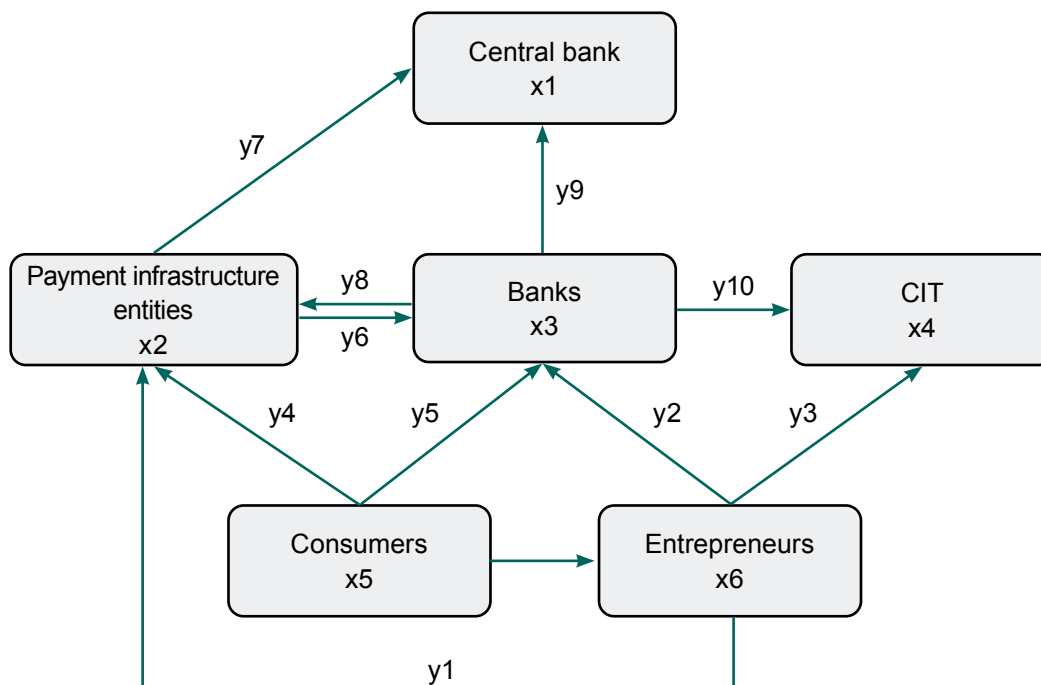 Central bank
x1
y7
y9
Payment infrastructure
entities
x2
y8
y6
Banks
x3
y10
CIT
x4
y4
y5
y2
y3
Consumers
x5
Entrepreneurs
x6
y1